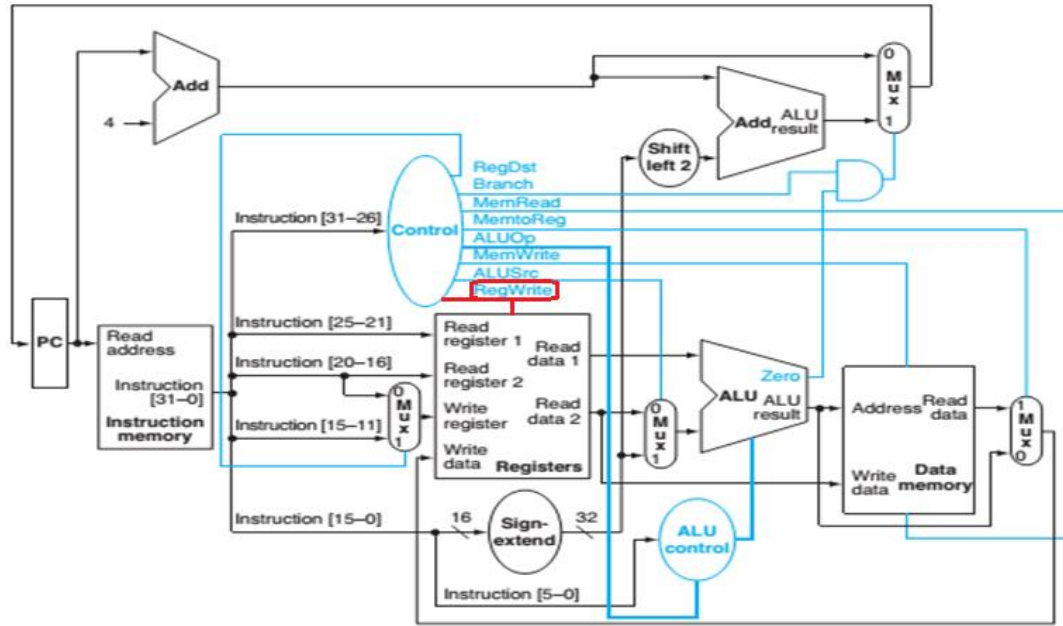 0
M
u
x
1
Add
4
Add
ALU
result
Shift
left 2
RegDst
Branch
MemRead
MemtoReg
ALUOp
MemWrite
ALUSrc
RegWrite
Control
Instruction [31–26]
Instruction [25–21]
Instruction [20–16]
Instruction [15–11]
Instruction [15–0]
Instruction [5–0]
PC
Read
address
Instruction
[31–0]
Instruction
memory
0
M
u
x
1
Read
register 1
Read
register 2
Write
register
Write
data
Read
data 1
Read
data 2
Registers
0
M
u
x
1
Zero
ALU
ALU
result
Address
Read
data
Write
data
Data
memory
1
M
u
x
0
16
Sign-
extend
32
ALU
control